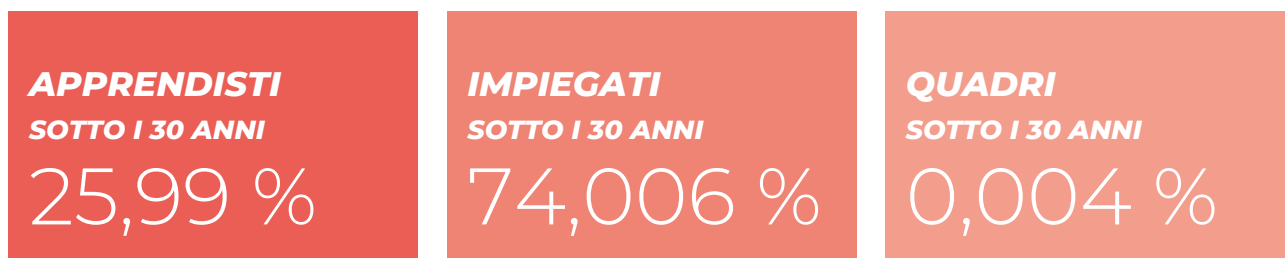 APPRENDISTI
SOTTO I 30 ANNI
25,99 %
IMPIEGATI
SOTTO I 30 ANNI
74,006 %
QUADRI
SOTTO I 30 ANNI
0,004 %